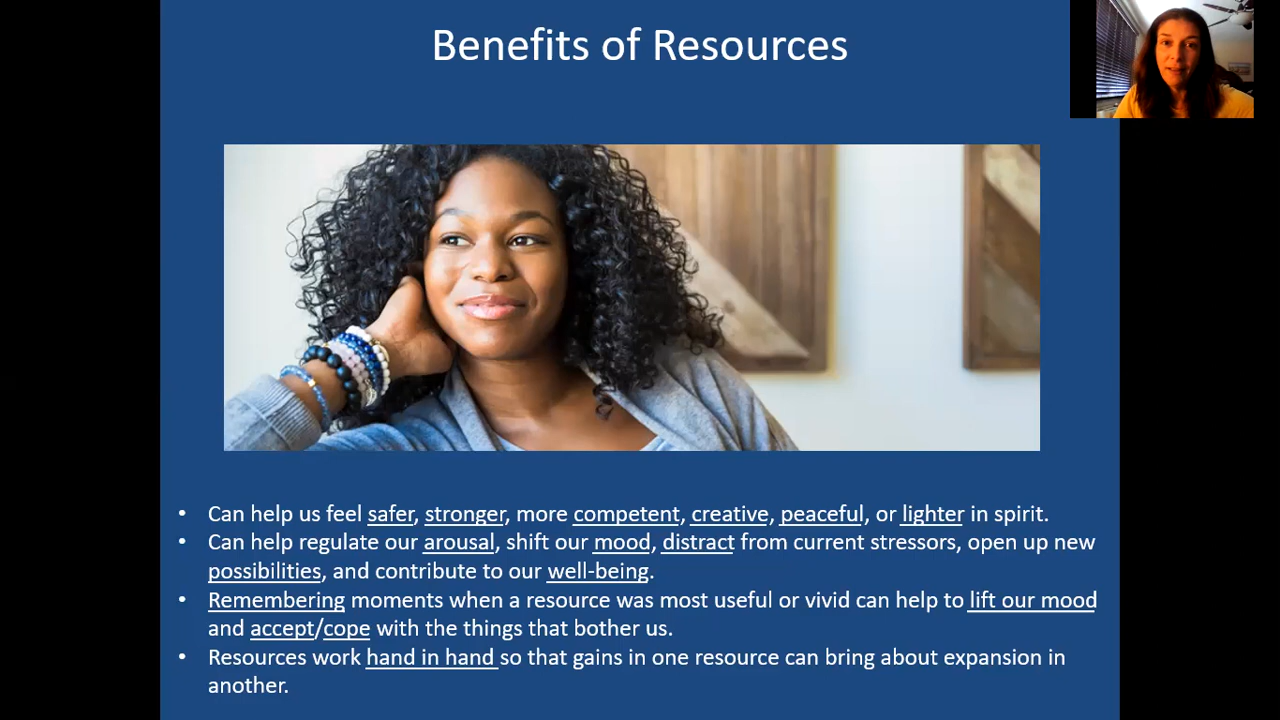 Benefits of Resources
• Can help us feel safer, stronger, more competent, creative, peaceful, or lighter in spirit.
• Can help regulate our arousal, shift our mood, distract from current stressors, open up new
possibilities, and contribute to our well-being.
• Remembering moments when a resource was most useful or vivid can help to lift our mood
and accept/cope with the things that bother us.
• Resources work hand in hand so that gains in one resource can bring about expansion in
another.